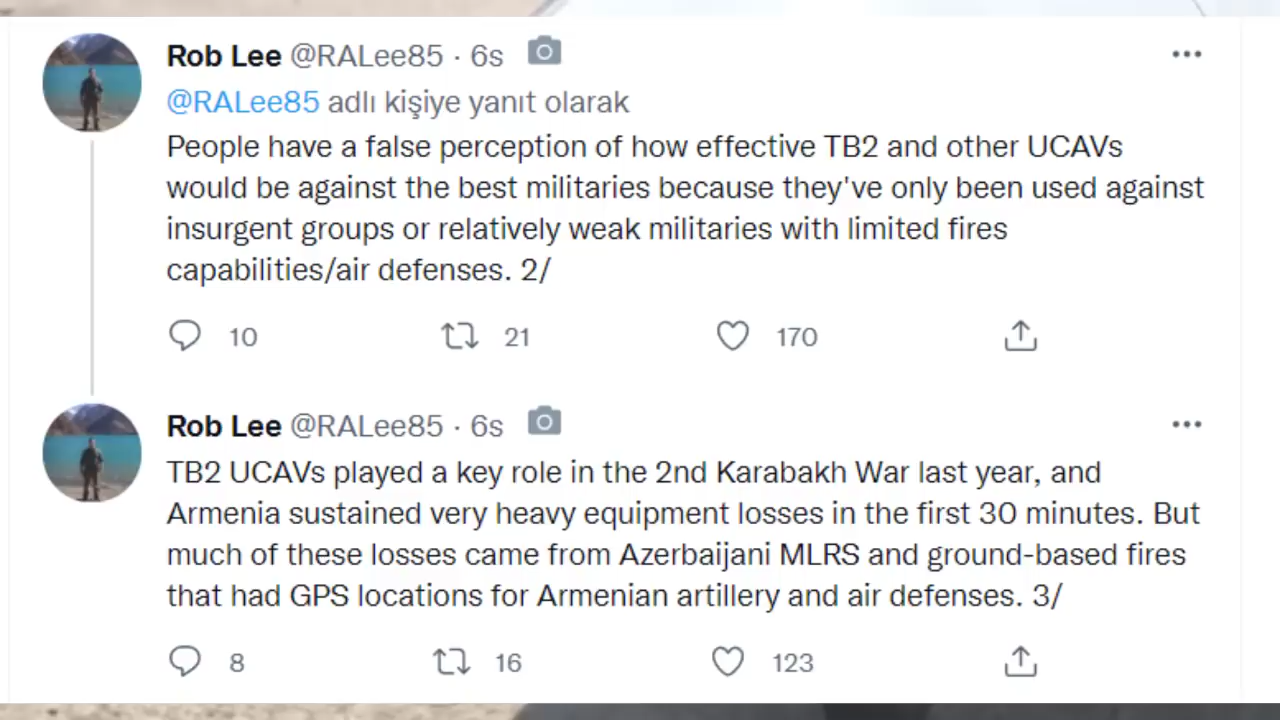 Rob Lee @RALee85 · 6s
@RALee85 adlı kişiye yanıt olarak
People have a false perception of how effective TB2 and other UCAVs
would be against the best militaries because they've only been used against
insurgent groups or relatively weak militaries with limited fires
capabilities/air defenses. 2/
10 21 170
Rob Lee @RALee85 · 6s
TB2 UCAVs played a key role in the 2nd Karabakh War last year, and
Armenia sustained very heavy equipment losses in the first 30 minutes. But
much of these losses came from Azerbaijani MLRS and ground-based fires
that had GPS locations for Armenian artillery and air defenses. 3/
8 16 123